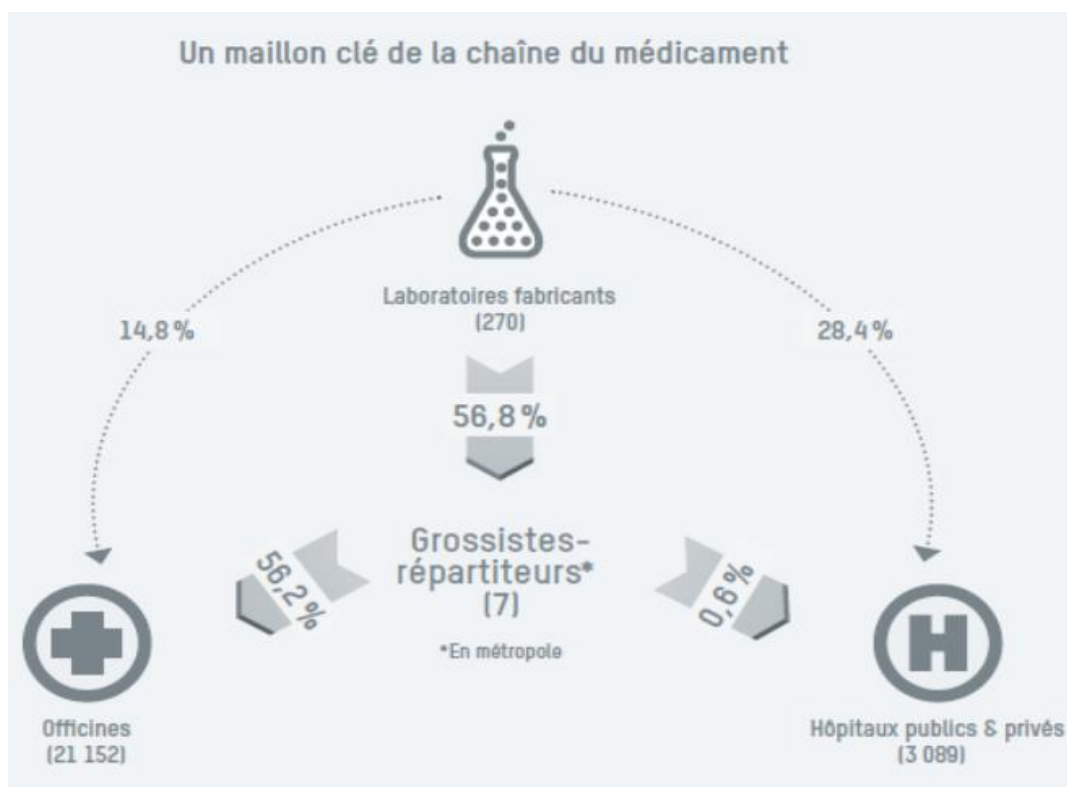 Un maillon clé de la chaîne du médicament
Laboratoires fabricants
(270)
14,8 %
28,4 %
56,8 %
Grossistes-
répartiteurs*
(7)
*En métropole
56,2 %
0,6 %
H
Officines
(21 152)
Hôpitaux publics & privés
(3 089)